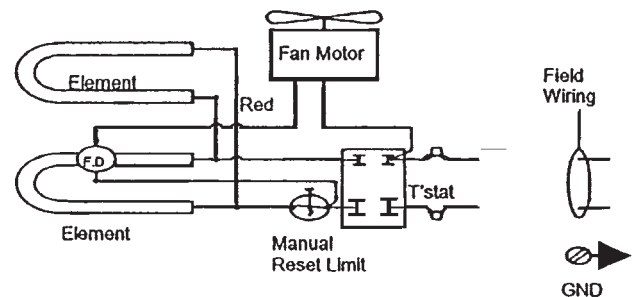 Fan Motor
Element
Red
Field
Wiring
F.D
T'stat
Element
Manual
Reset Limit
GND